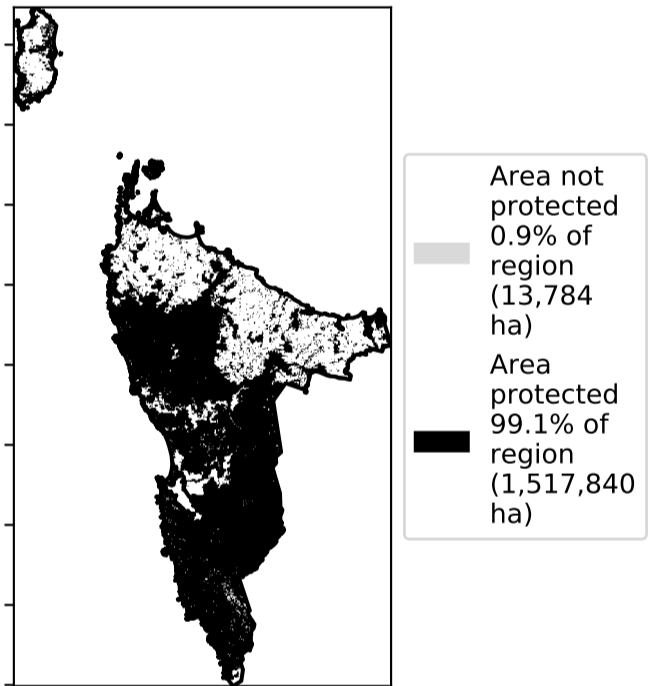 Area not
protected
0.9% of
region
(13,784
ha)
Area
protected
99.1% of
region
(1,517,840
ha)